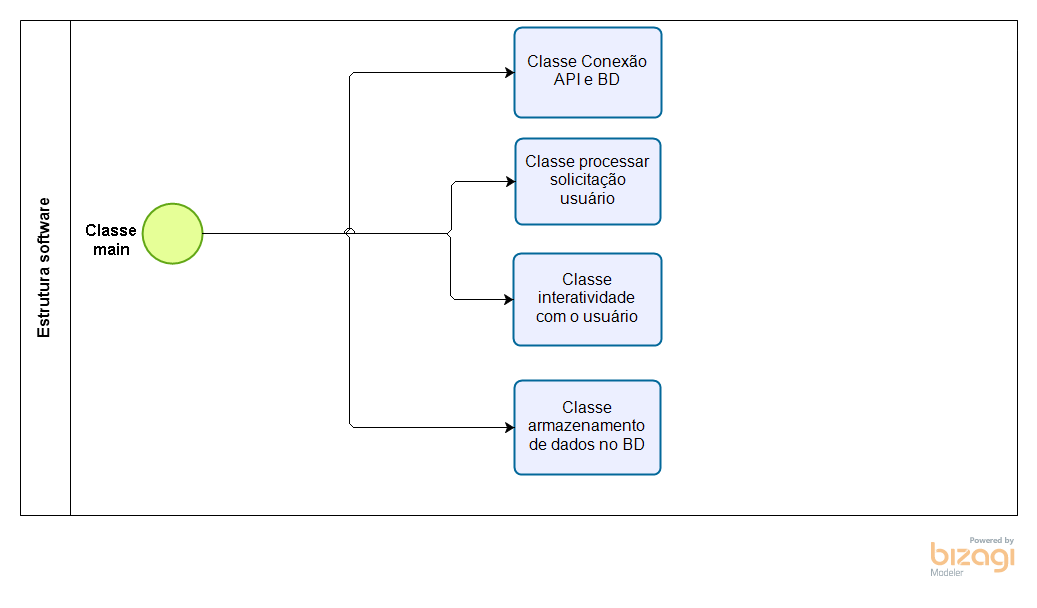 Estrutura software
Classe
main
Classe Conexão
API e BD
Classe processar
solicitação
usuário
Classe
interatividade
com o usuário
Classe
armazenamento
de dados no BD
Powered by
bizagi
Modeler